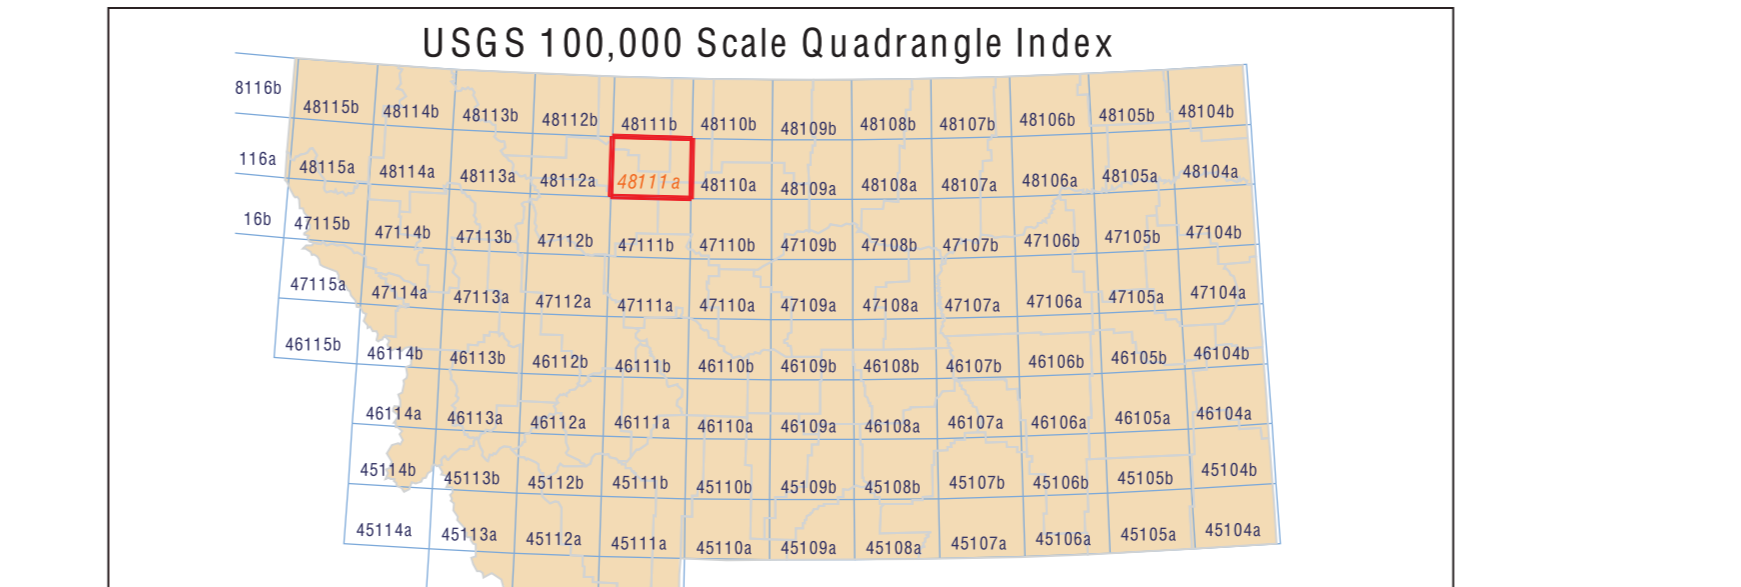 USGS 100,000 Scale Quadrangle Index
8116b 48115b 48114b 48113b 48112b 48111b 48110b 48109b 48108b 48107b 48106b 48105b 48104b
116a 48115a 48114a 48113a 48112a 48111a 48110a 48109a 48108a 48107a 48106a 48105a 48104a
16b 47115b 47114b 47113b 47112b 47111b 47110b 47109b 47108b 47107b 47106b 47105b 47104b
47115a 47114a 47113a 47112a 47111a 47110a 47109a 47108a 47107a 47106a 47105a 47104a
46115b 46114b 46113b 46112b 46111b 46110b 46109b 46108b 46107b 46106b 46105b 46104b
46114a 46113a 46112a 46111a 46110a 46109a 46108a 46107a 46106a 46105a 46104a
45114b 45113b 45112b 45111b 45110b 45109b 45108b 45107b 45106b 45105b 45104b
45114a 45113a 45112a 45111a 45110a 45109a 45108a 45107a 45106a 45105a 45104a